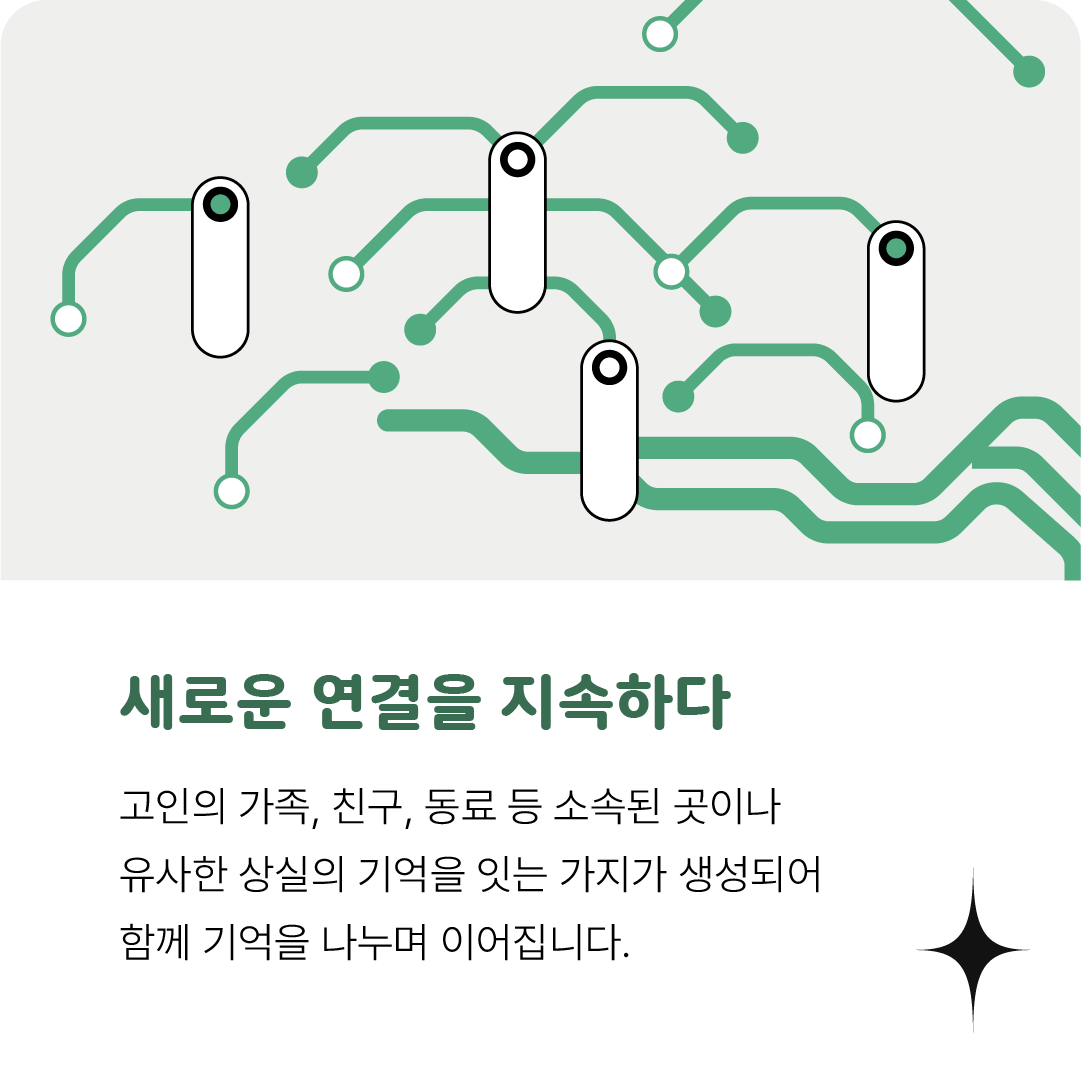 새로운 연결을 지속하다
고인의 가족, 친구, 동료 등 소속된 곳이나
유사한 상실의 기억을 잇는 가지가 생성되어
함께 기억을 나누며 이어집니다.